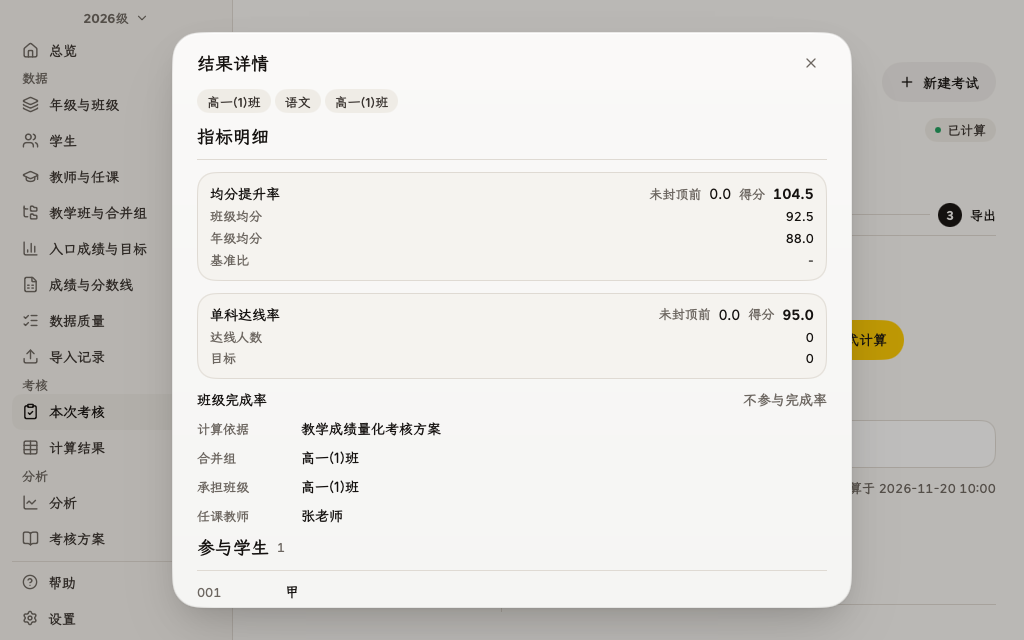 2026级
总览
数据
年级与班级
学生
教师与任课
教学班与合并组
入口成绩与目标
成绩与分数线
数据质量
导入记录
考核
本次考核
计算结果
分析
分析
考核方案
帮助
设置
结果详情
高一(1)班 语文 高一(1)班
指标明细
均分提升率 未封顶前 0.0 得分 104.5
班级均分 92.5
年级均分 88.0
基准比 -
单科达线率 未封顶前 0.0 得分 95.0
达线人数 0
目标 0
班级完成率 不参与完成率
计算依据 教学成绩量化考核方案
合并组 高一(1)班
承担班级 高一(1)班
任课教师 张老师
参与学生 1
001 甲
新建考试
已计算
3 导出
式计算
算于 2026-11-20 10:00